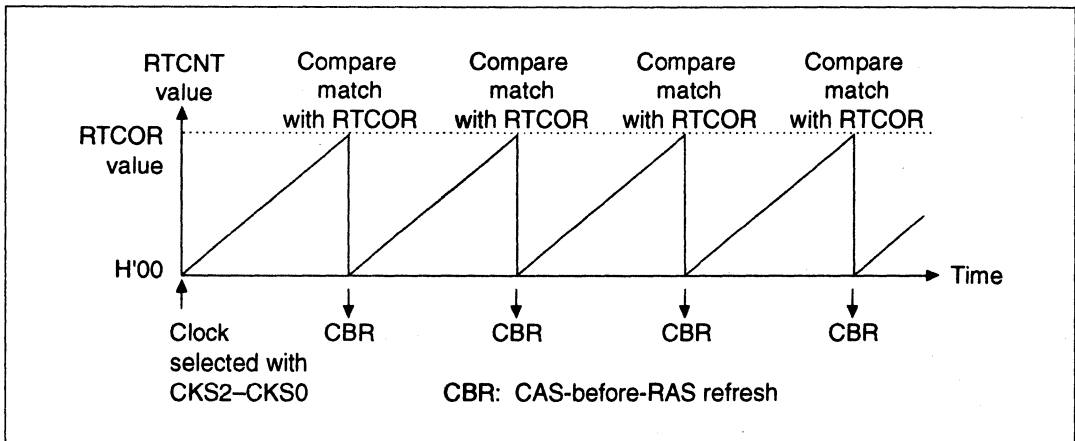 RTCNT
value
Compare
match
with RTCOR
Compare
match
with RTCOR
Compare
match
with RTCOR
Compare
match
with RTCOR
RTCOR
value
H'00
Time
Clock
selected with
CKS2–CKS0
CBR
CBR
CBR
CBR
CBR: CAS-before-RAS refresh